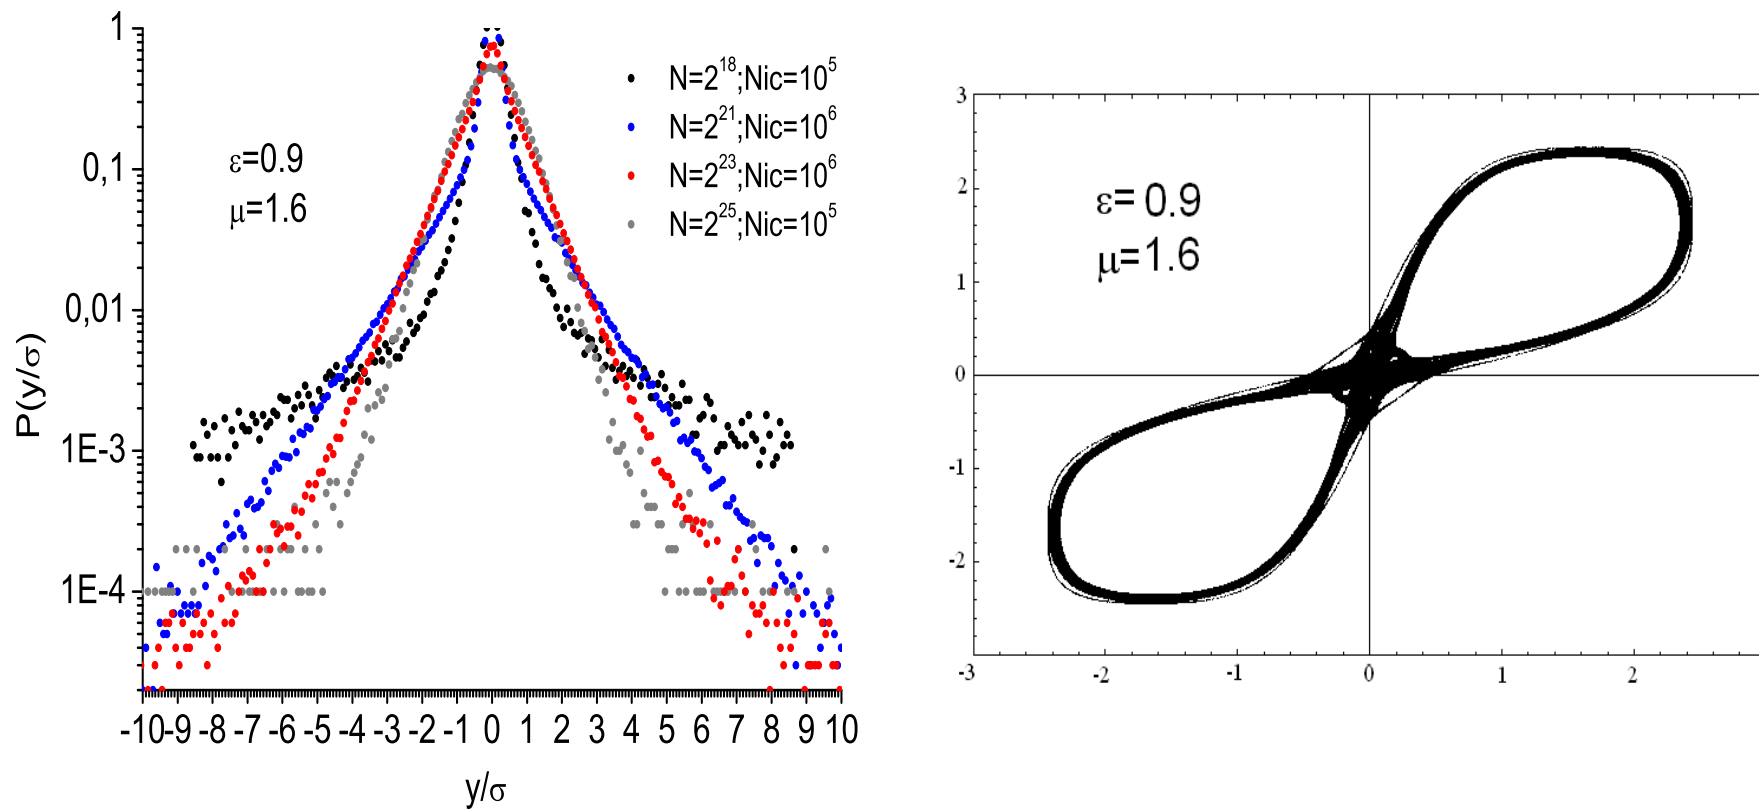 1
0,1
0,01
1E-3
1E-4
P(y/σ)
ε=0.9
μ=1.6
N=2^18;Nic=10^5
N=2^21;Nic=10^6
N=2^23;Nic=10^6
N=2^25;Nic=10^5
-10 -9 -8 -7 -6 -5 -4 -3 -2 -1 0 1 2 3 4 5 6 7 8 9 10
y/σ
3
2
1
0
-1
-2
ε= 0.9
μ=1.6
-3 -2 -1 0 1 2